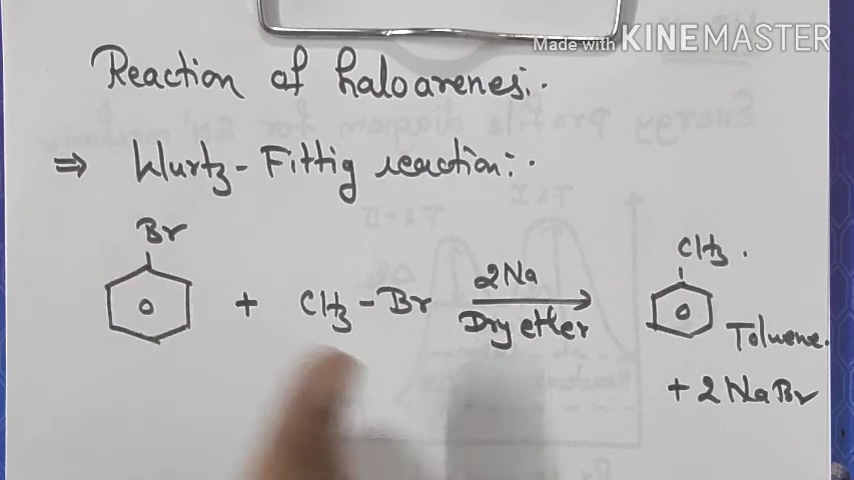 Made with KINEMASTER
Reaction of haloarenes:-
⇒ Wurtz-Fittig reaction:-
Br CH3.
+ CH3-Br 2Na
Dry ether
Toluene.
+ 2NaBr